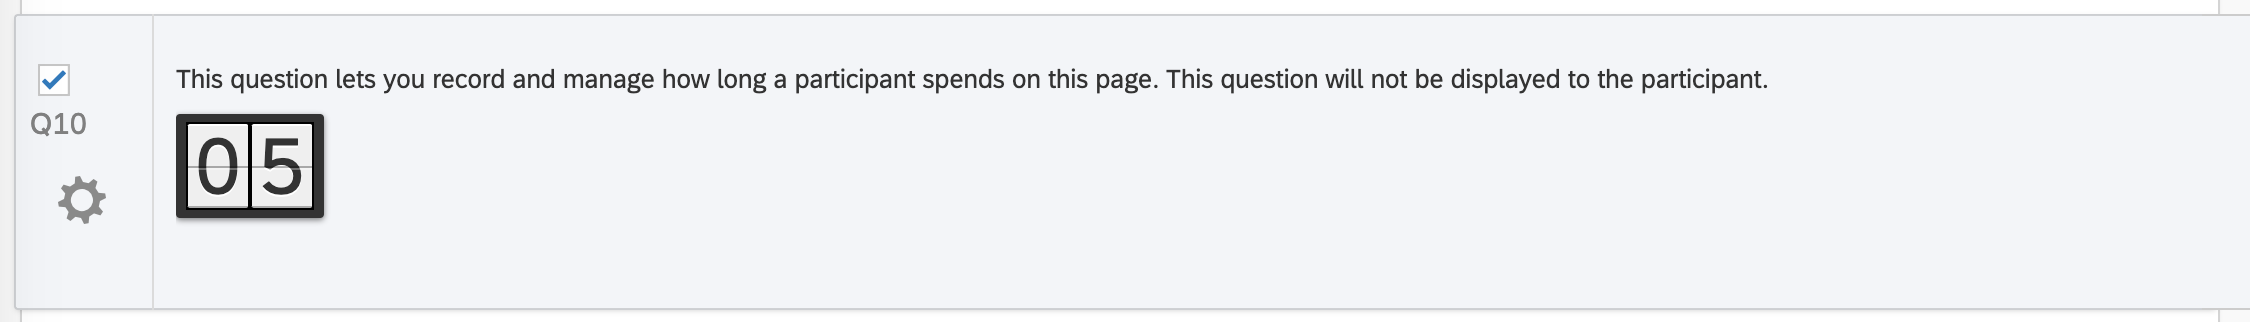 This question lets you record and manage how long a participant spends on this page. This question will not be displayed to the participant.
Q10
05